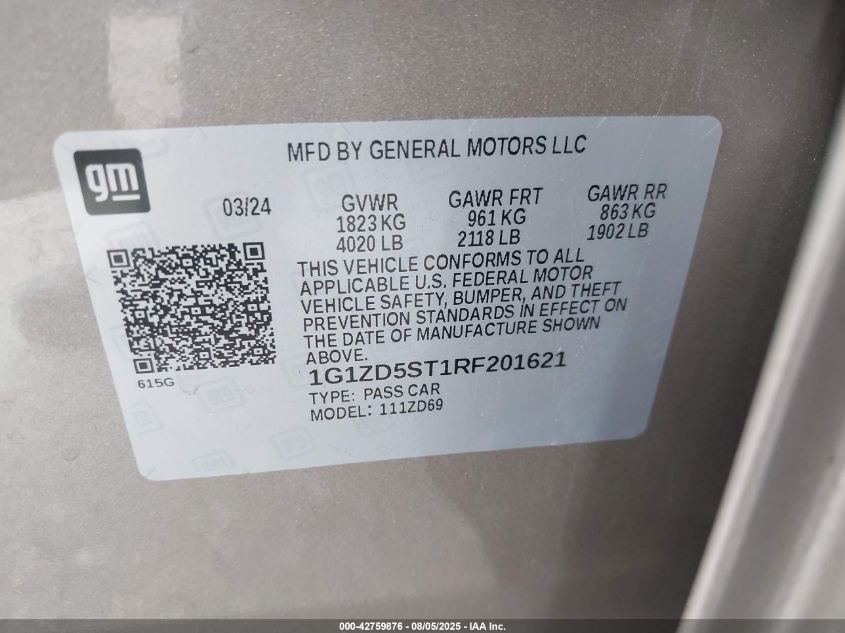 MFD BY GENERAL MOTORS LLC
gm
03/24
GVWR
1823 KG
4020 LB
GAWR FRT
961 KG
2118 LB
GAWR RR
863 KG
1902 LB
THIS VEHICLE CONFORMS TO ALL
APPLICABLE U.S. FEDERAL MOTOR
VEHICLE SAFETY, BUMPER, AND THEFT
PREVENTION STANDARDS IN EFFECT ON
THE DATE OF MANUFACTURE SHOWN
ABOVE.
615G
1G1ZD5ST1RF201621
TYPE: PASS CAR
MODEL: 111ZD69
000-42759876 - 08/05/2025 - IAA Inc.